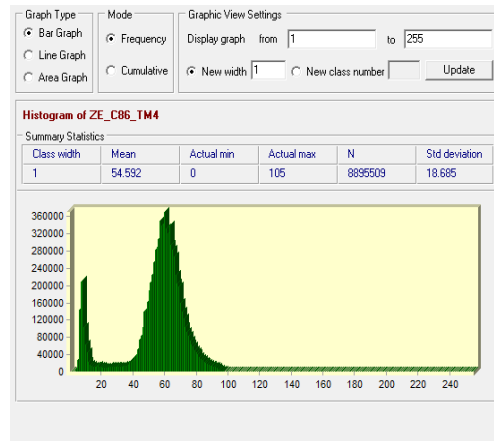 Graph Type Mode Graphic View Settings
Bar Graph Frequency Display graph from 1 to 255
Line Graph
Area Graph Cumulative New width 1 New class number Update
Histogram of ZE_C86_TM4
Summary Statistics
Class width Mean Actual min Actual max N Std deviation
1 54.592 0 105 8895509 18.685
360000
320000
280000
240000
200000
160000
120000
80000
40000
0
20 40 60 80 100 120 140 160 180 200 220 240